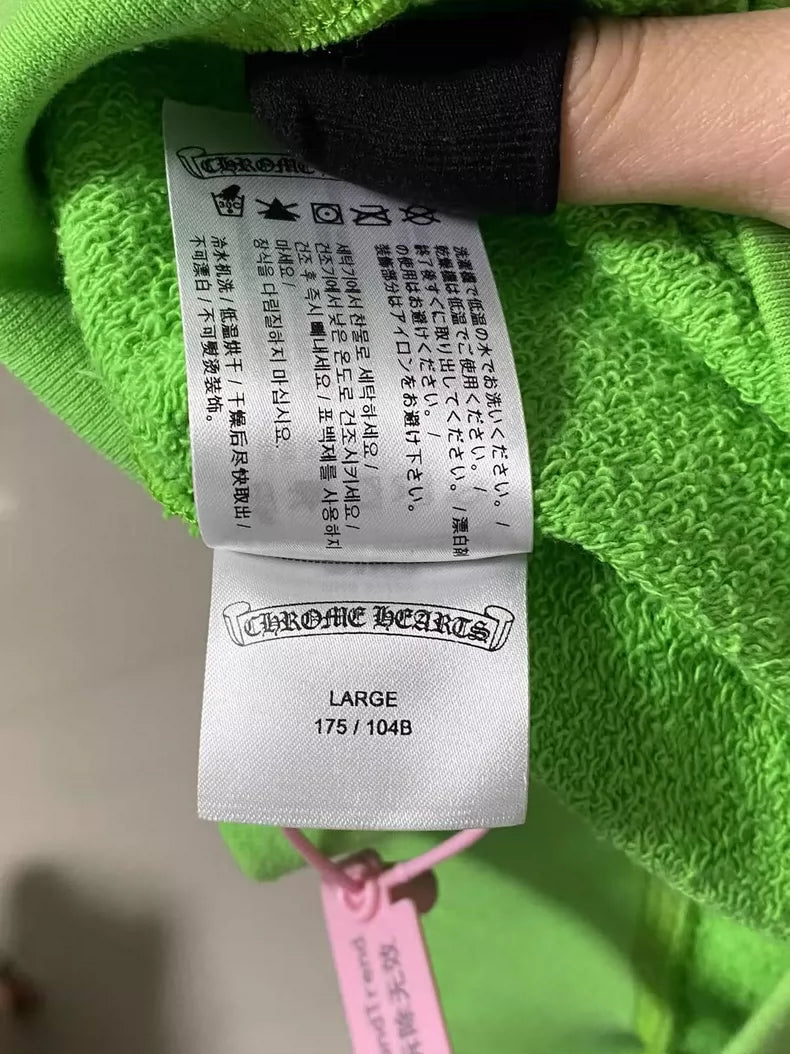 CHROME
洗濯機で低温の水でお洗いください。/
乾燥機は低温でご使用ください。/
終了後すぐに取り出してください。/漂白剤
の使用はお避けください。/
装飾部分はアイロンをお避け下さい。
세탁기에서 찬물로 세탁하세요/
건조기에서 낮은 온도로 건조시키세요/
건조 후 즉시 빼내세요/표백제를 사용하지
마세요/
장식을 다림질하지 마십시오.
冷水机洗/低温烘干/干燥后尽快取出/
不可漂白/不可熨烫装饰。
CHROME HEARTS
LARGE
175 / 104B
除无效